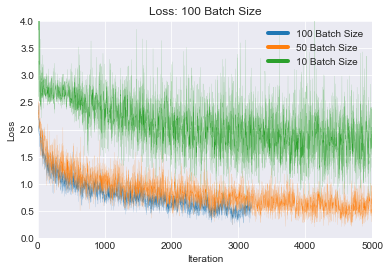 Loss: 100 Batch Size
100 Batch Size
50 Batch Size
10 Batch Size
4.0
3.5
3.0
2.5
2.0
1.5
1.0
0.5
0.0
Loss
0 1000 2000 3000 4000 5000
Iteration